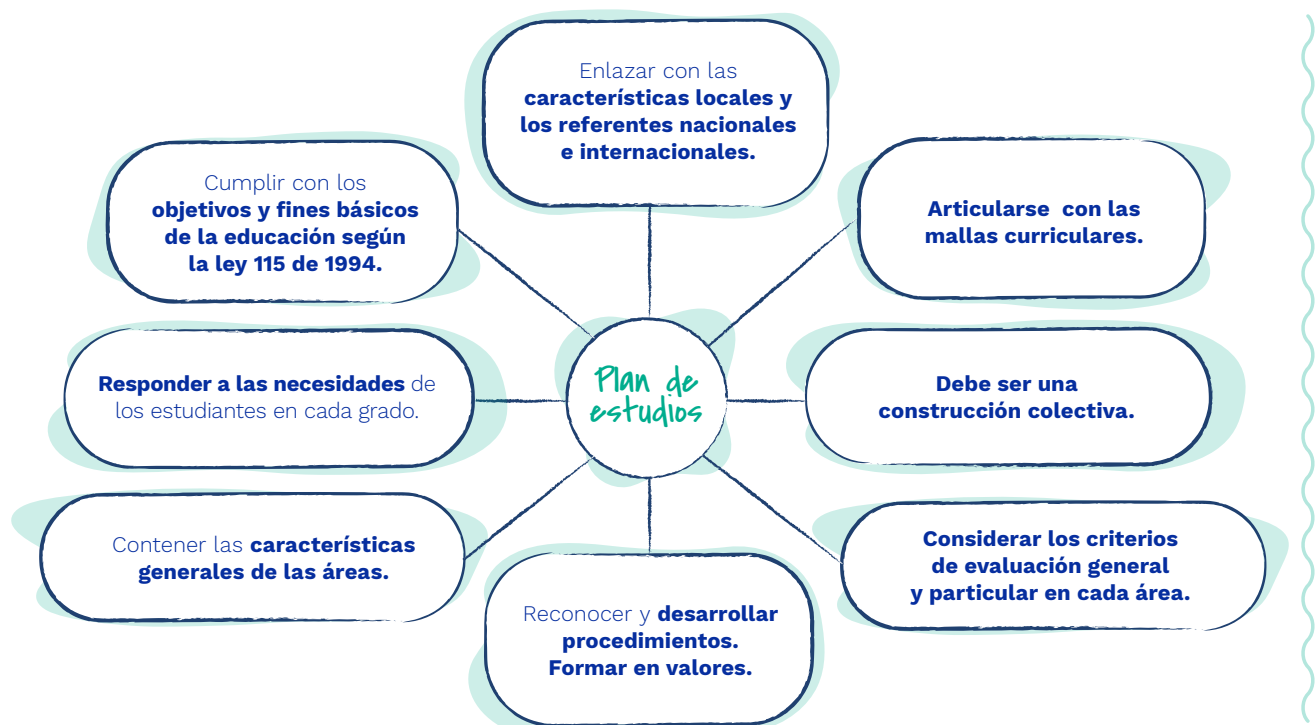 Enlazar con las
características locales y
los referentes nacionales
e internacionales.
Cumplir con los
objetivos y fines básicos
de la educación según
la ley 115 de 1994.
Articularse con las
mallas curriculares.
Responder a las necesidades de
los estudiantes en cada grado.
Plan de
estudios
Debe ser una
construcción colectiva.
Contener las características
generales de las áreas.
Considerar los criterios
de evaluación general
y particular en cada área.
Reconocer y desarrollar
procedimientos.
Formar en valores.